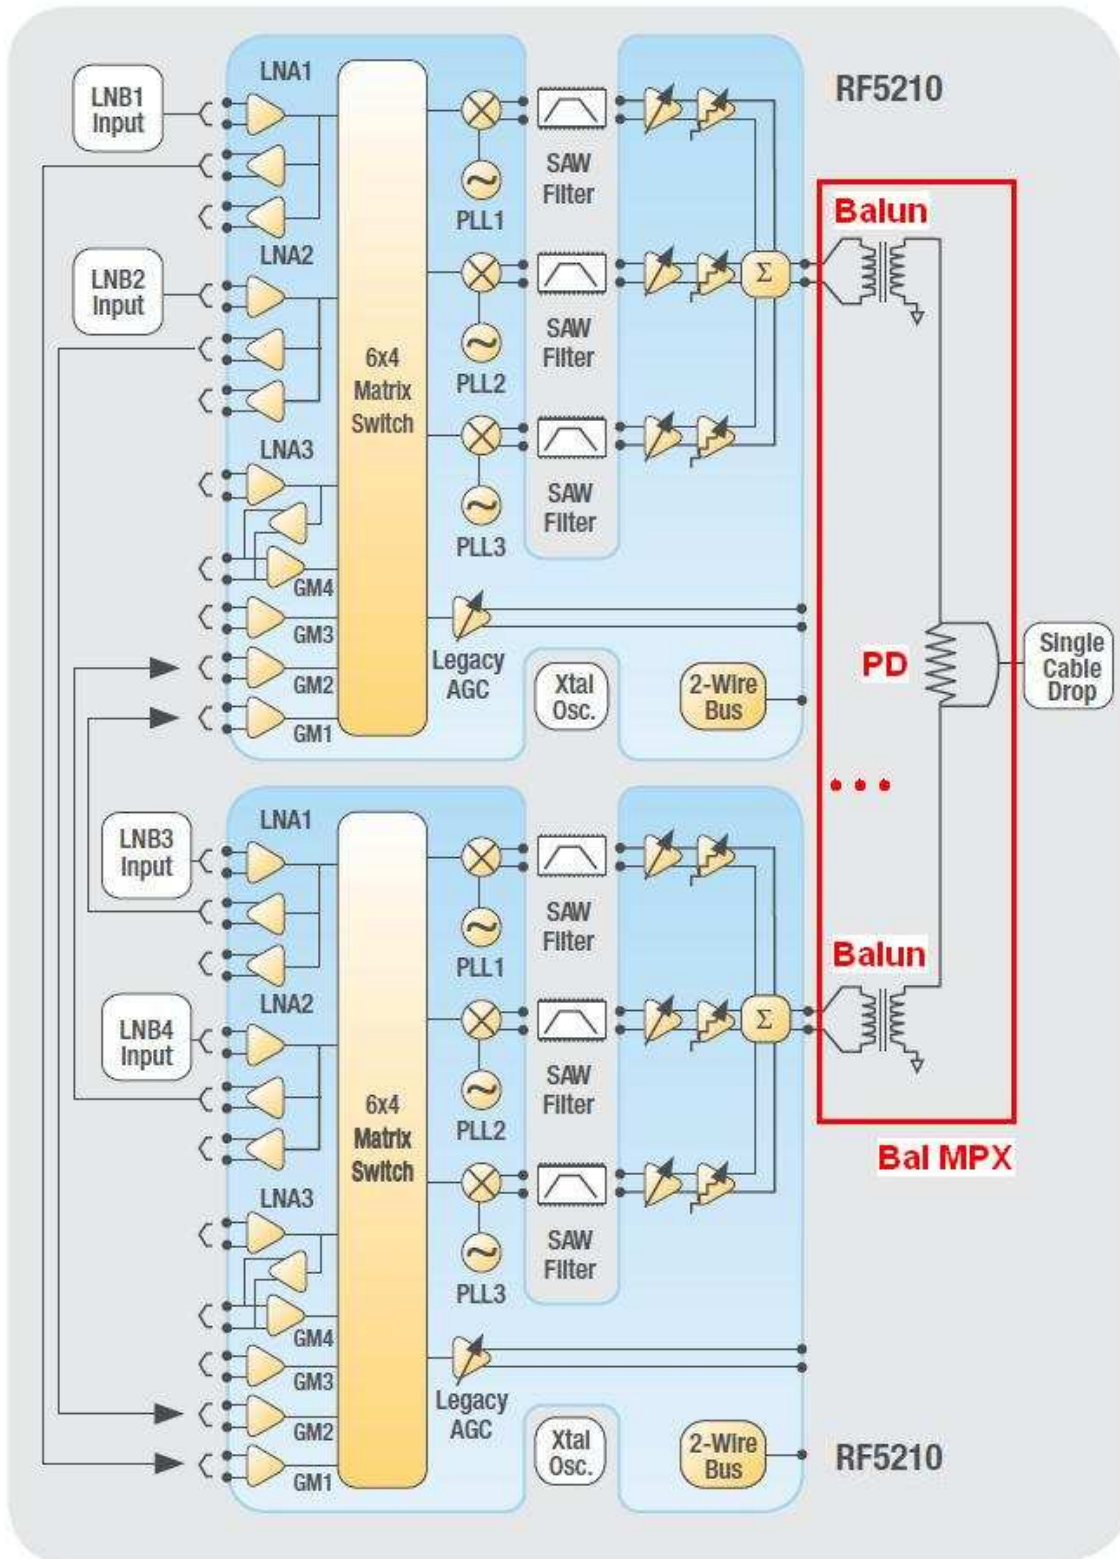 RF5210
LNA1
LNB1
Input
SAW
Filter
PLL1
Balun
LNA2
LNB2
Input
SAW
Filter
6x4
Matrix
Switch
PLL2
LNA3
SAW
Filter
PLL3
GM4
GM3
GM2
GM1
Legacy
AGC
Xtal
Osc.
2-Wire
Bus
Σ
PD
Single
Cable
Drop
...
LNA1
LNB3
Input
SAW
Filter
PLL1
Balun
LNA2
LNB4
Input
SAW
Filter
6x4
Matrix
Switch
PLL2
Σ
Bal MPX
LNA3
SAW
Filter
PLL3
GM4
GM3
GM2
GM1
Legacy
AGC
Xtal
Osc.
2-Wire
Bus
RF5210